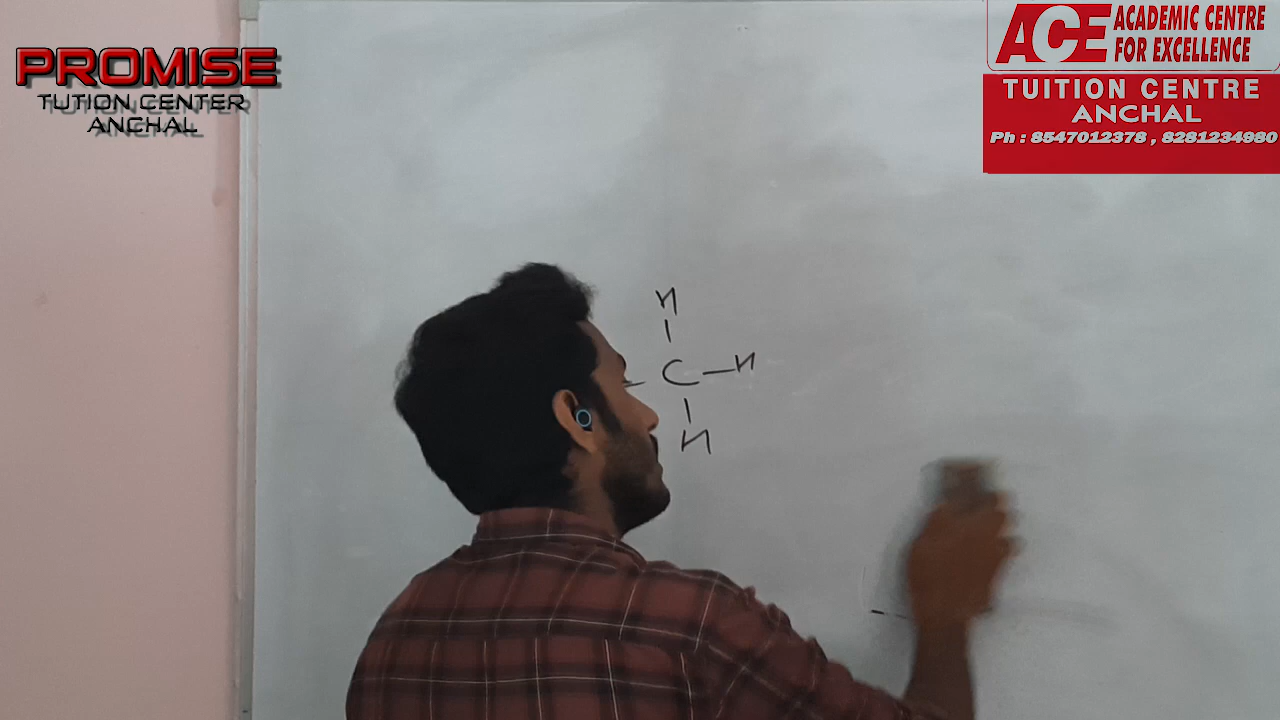 PROMISE
TUTION CENTER
ANCHAL
ACE ACADEMIC CENTRE
FOR EXCELLENCE
TUITION CENTRE
ANCHAL
Ph : 8547012378 , 8281234980
H
|
– C – H
|
H